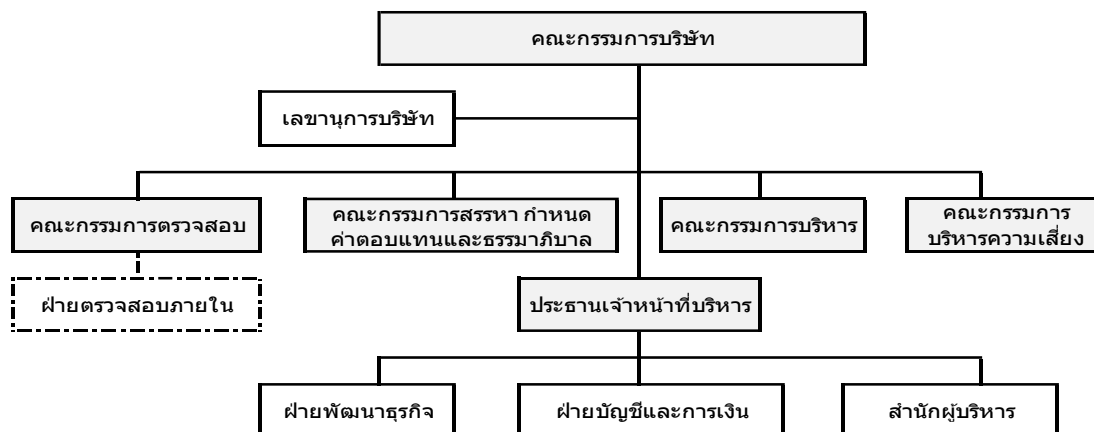 คณะกรรมการบริษัท
เลขานุการบริษัท
คณะกรรมการตรวจสอบ
คณะกรรมการสรรหา กำหนด
ค่าตอบแทนและธรรมาภิบาล
คณะกรรมการบริหาร
คณะกรรมการ
บริหารความเสี่ยง
ฝ่ายตรวจสอบภายใน
ประธานเจ้าหน้าที่บริหาร
ฝ่ายพัฒนาธุรกิจ
ฝ่ายบัญชีและการเงิน
สำนักผู้บริหาร